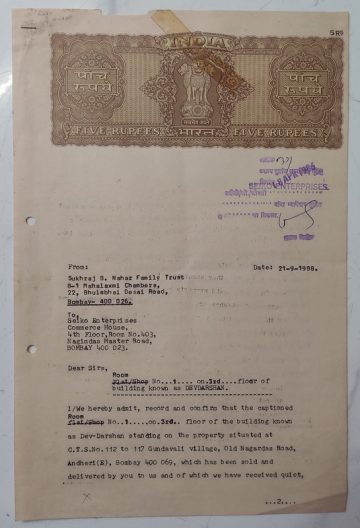 5RS
INDIA
पांच
रुपये
पांच
रुपये
सत्यमेव जयते
FIVE RUPEES भारत FIVE RUPEES
SEIKO ENTERPRISES.
From:
Date: 21-9-1988.
Sukhraj B. Nahar Family Trust
B-1 Mahalaxmi Chambers,
22, Bhulabhai Desai Road,
Bombay- 400 026.
To,
Seiko Enterprises
Commerce House,
4th Floor, Room No.403,
Nagindas Master Road,
BOMBAY 400 023.
Dear Sirs,
Room
Flat/Shop No..1.... on.3rd....floor of
building known as DEVDARSHAN.
I/We hereby admit, record and confirm that the captioned
Room
Flat/Shop No..1.... on.3rd.. floor of the building known
as Dev-Darshan standing on the property situated at
C.T.S.No.112 to 117 Gundavali village, Old Nagardas Road,
Andheri(E), Bombay 400 069, which has been sold and
delivered by you to us and of which we have received quiet,
...2...